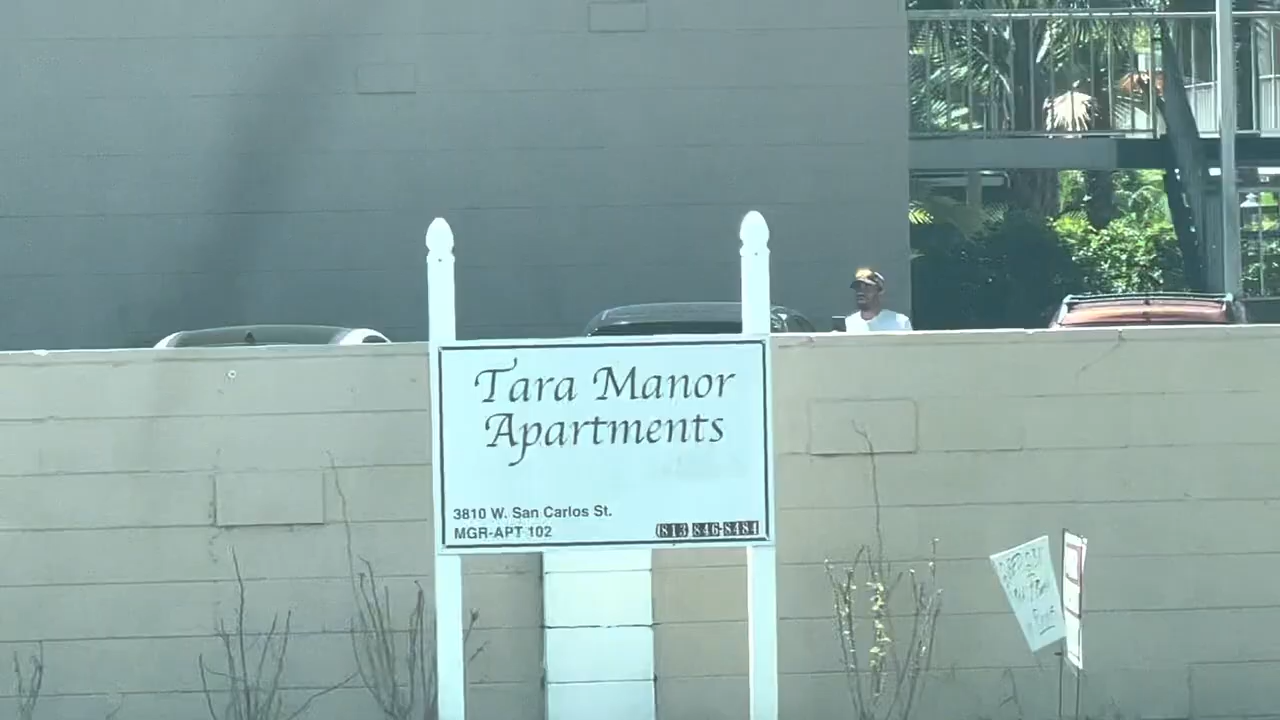 Tara Manor
Apartments
3810 W. San Carlos St.
MGR-APT 102
(813 846-8484